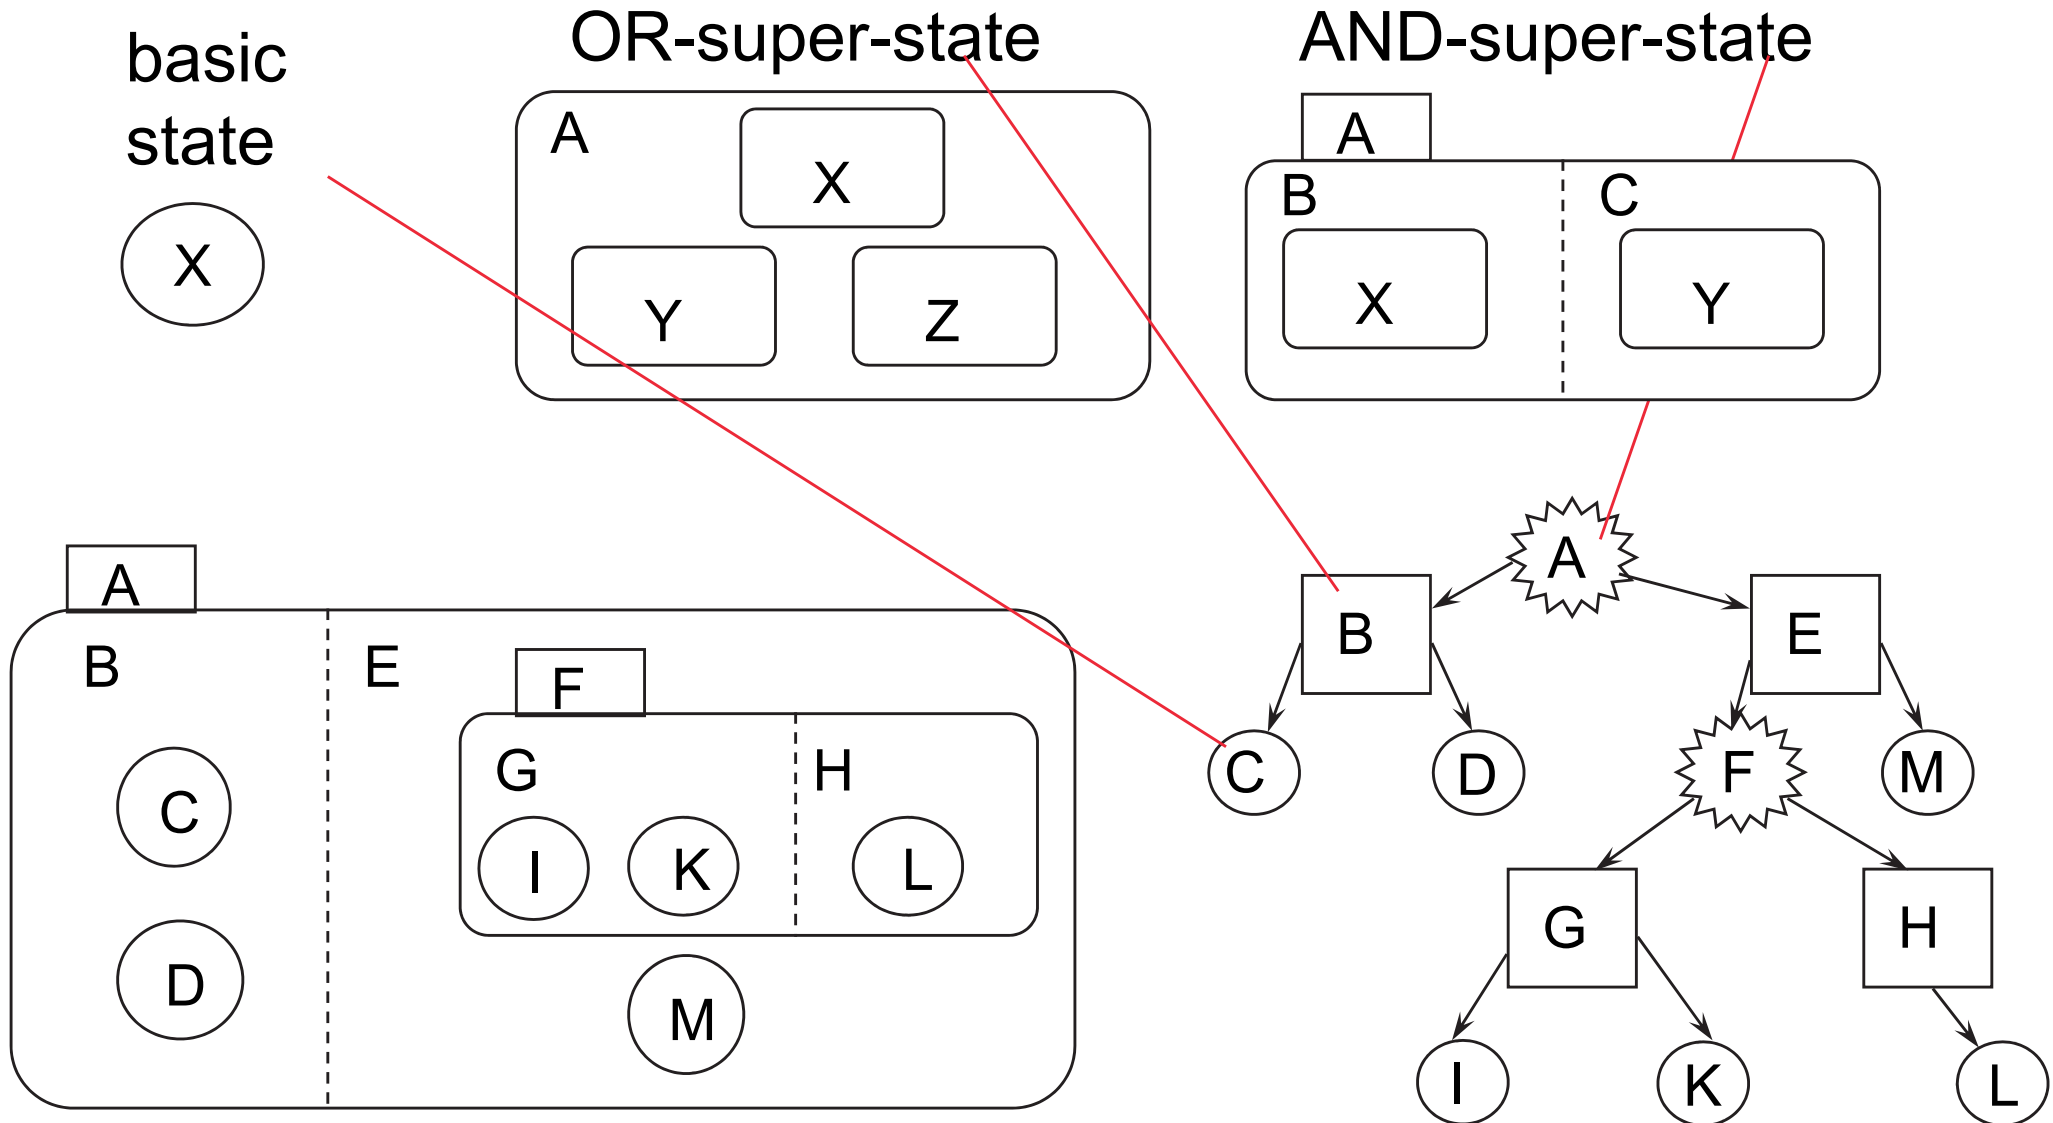 basic
state
X
OR-super-state
A
X
Y
Z
AND-super-state
A
B
C
X
Y
A
B
E
F
G
H
C
I
K
L
D
M
A
B
E
C
D
F
M
G
H
I
K
L